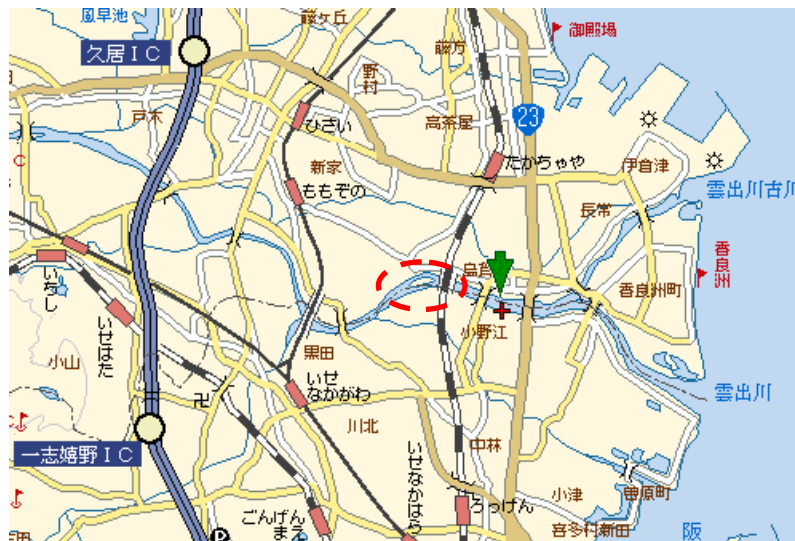 風早池
藤ヶ丘
御殿場
久居IC
藤方
野村
23
戸木
高茶屋
ひさい
新家
たかちゃや
伊倉津
ももぞの
雲出川古川
長常
香良洲
いちし
香良洲町
いせはた
小野江
黒田
小山
いせ
なかがわ
雲出川
卍
川北
一志嬉野IC
中林
いせなかはら
小津
曽原町
ろっけん
ごんげん
まえ
喜多村新田
阪
P